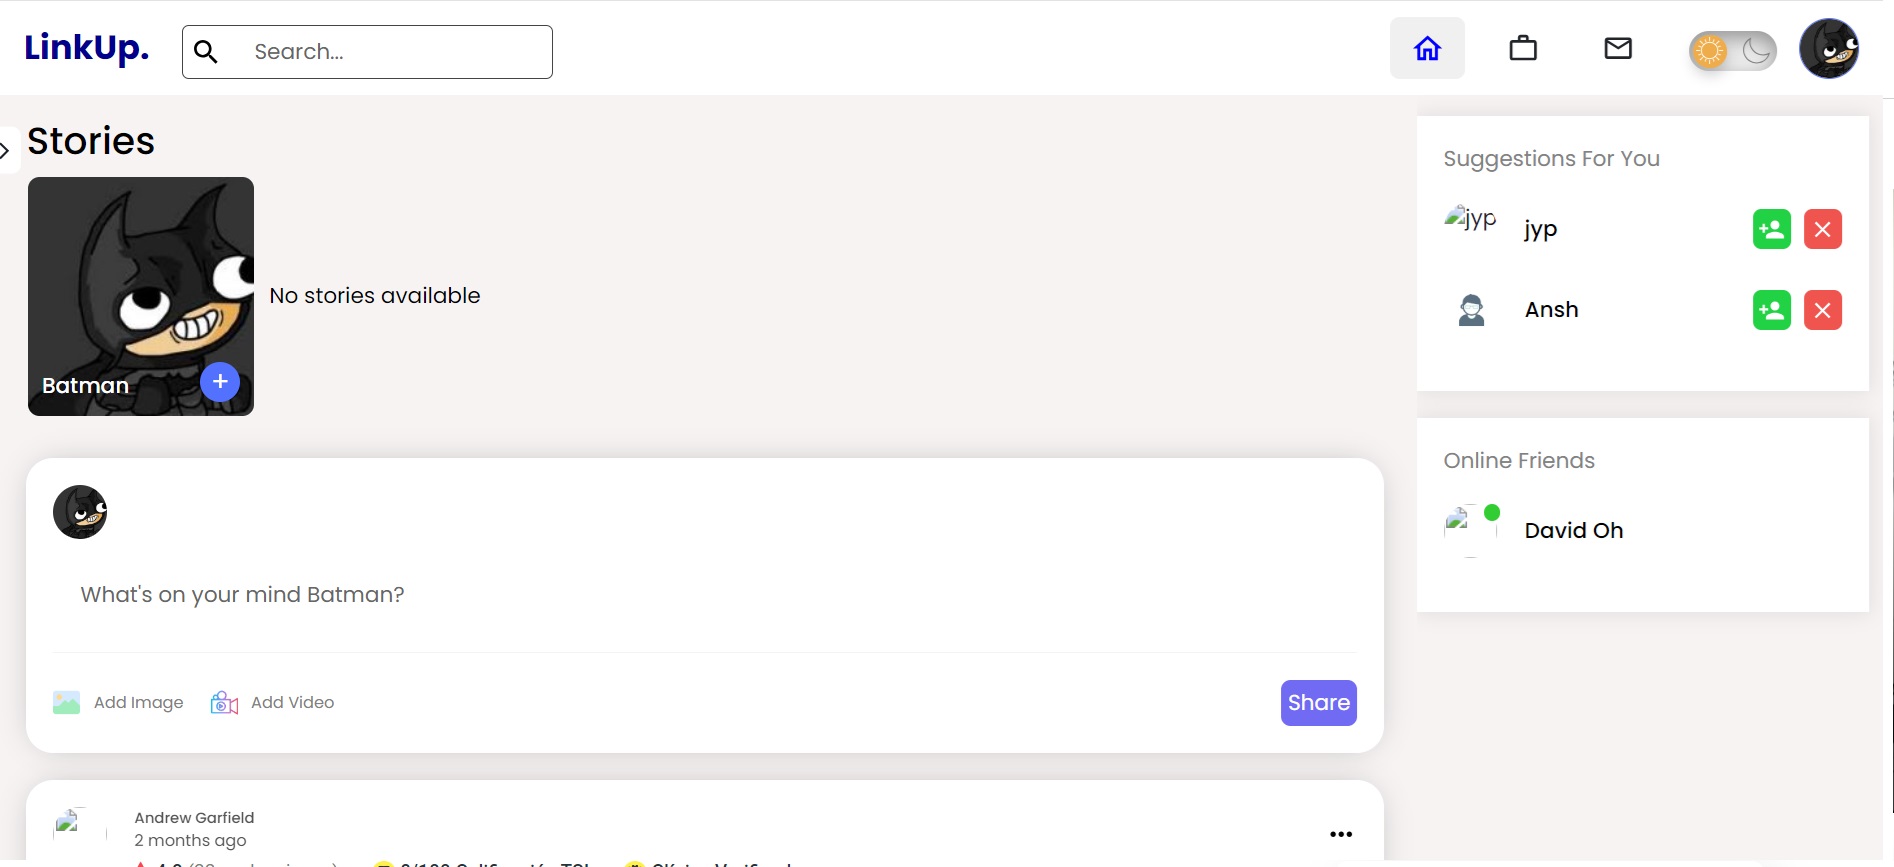 LinkUp.
Search...
Stories
Batman
No stories available
What's on your mind Batman?
Add Image
Add Video
Share
Andrew Garfield
2 months ago
Suggestions For You
jyp
jyp
Ansh
Online Friends
David Oh